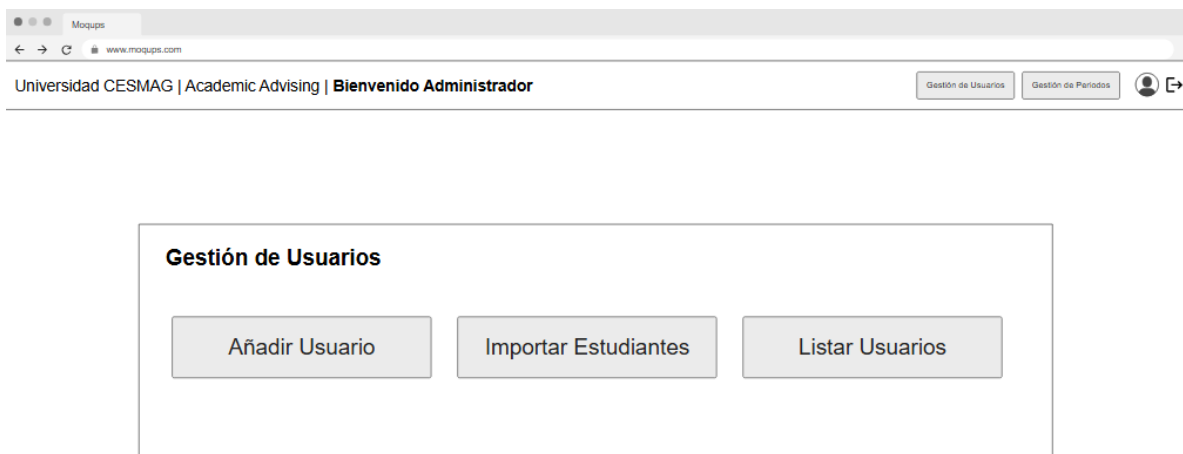 Moqups
www.moqups.com
Universidad CESMAG | Academic Advising | Bienvenido Administrador
Gestión de Usuarios
Gestión de Periodos
Gestión de Usuarios
Añadir Usuario
Importar Estudiantes
Listar Usuarios